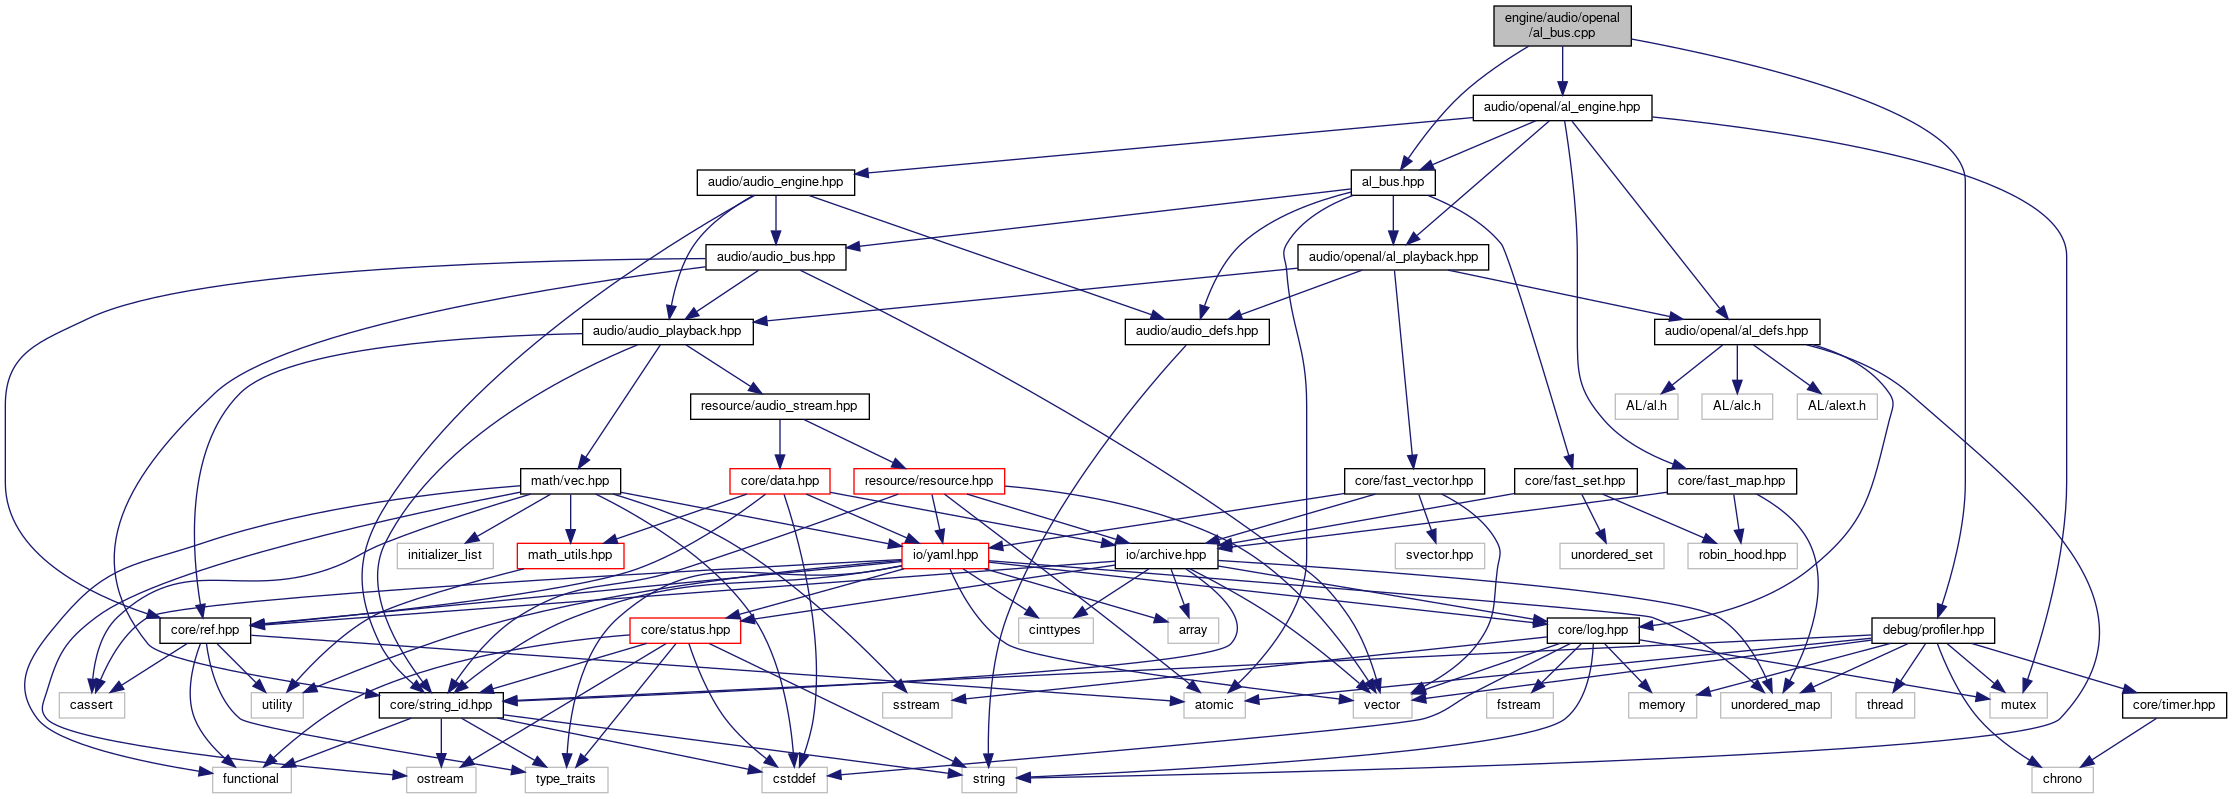 engine/audio/openal
/al_bus.cpp
audio/openal/al_engine.hpp
audio/audio_engine.hpp
al_bus.hpp
audio/audio_bus.hpp
audio/openal/al_playback.hpp
audio/audio_playback.hpp
audio/audio_defs.hpp
audio/openal/al_defs.hpp
resource/audio_stream.hpp
AL/al.h
AL/alc.h
AL/alext.h
math/vec.hpp
core/data.hpp
resource/resource.hpp
core/fast_vector.hpp
core/fast_set.hpp
core/fast_map.hpp
initializer_list
math_utils.hpp
io/yaml.hpp
io/archive.hpp
svector.hpp
unordered_set
robin_hood.hpp
core/ref.hpp
core/status.hpp
cinttypes
array
core/log.hpp
debug/profiler.hpp
cassert
utility
core/string_id.hpp
sstream
atomic
vector
fstream
memory
unordered_map
thread
mutex
core/timer.hpp
functional
ostream
type_traits
cstddef
string
chrono